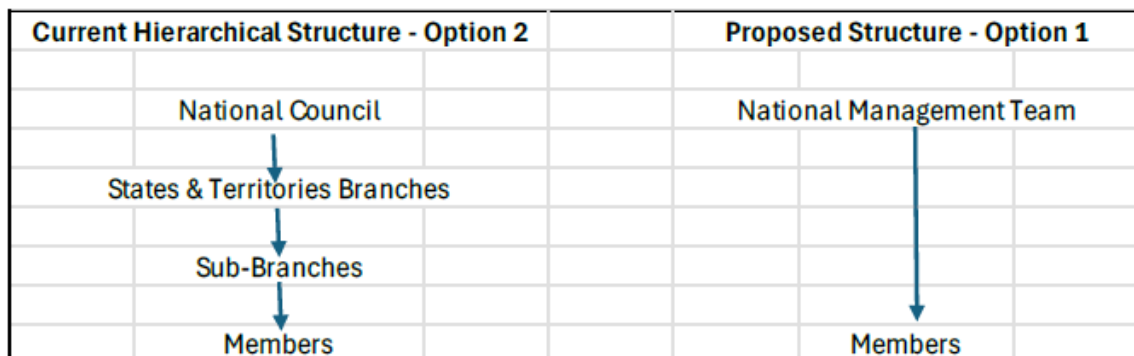 Current Hierarchical Structure - Option 2
Proposed Structure - Option 1
National Council
National Management Team
States & Territories Branches
Sub-Branches
Members
Members